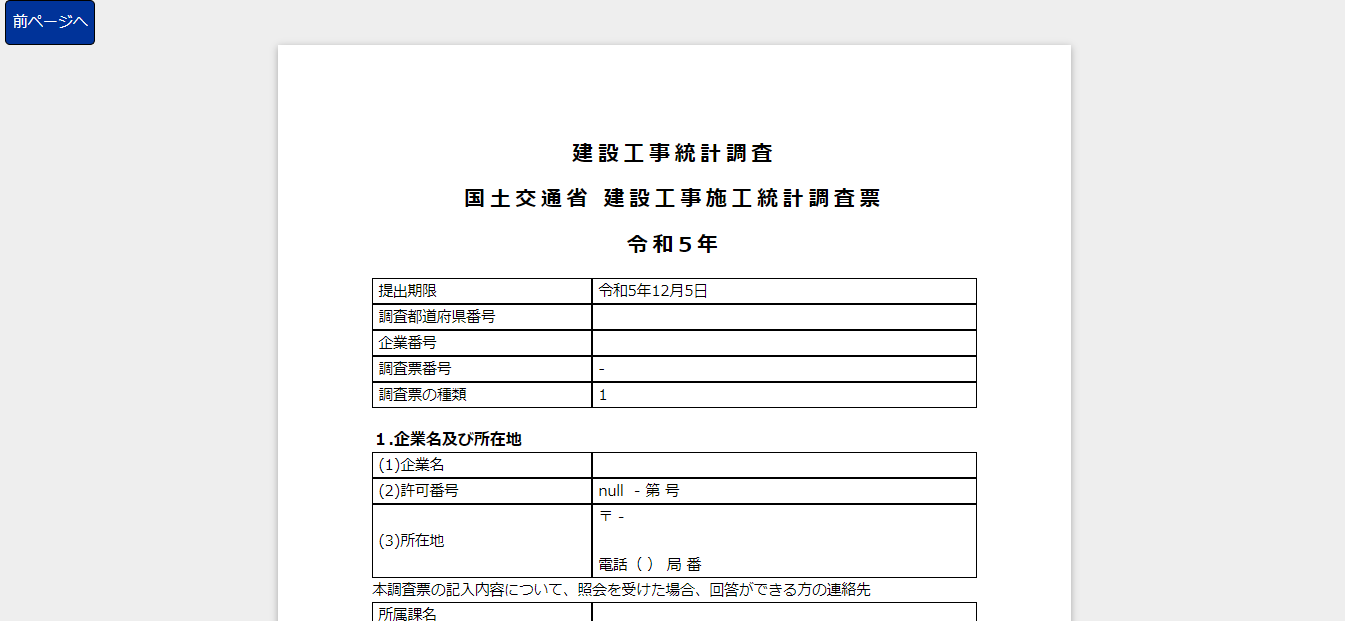 前ページへ
建設工事統計調査
国土交通省 建設工事施工統計調査票
令和５年
提出期限 令和5年12月5日
調査都道府県番号
企業番号
調査票番号 -
調査票の種類 1
１.企業名及び所在地
(1)企業名
(2)許可番号 null - 第 号
(3)所在地 〒 -
電話（ ） 局 番
本調査票の記入内容について、照会を受けた場合、回答ができる方の連絡先
所属課名